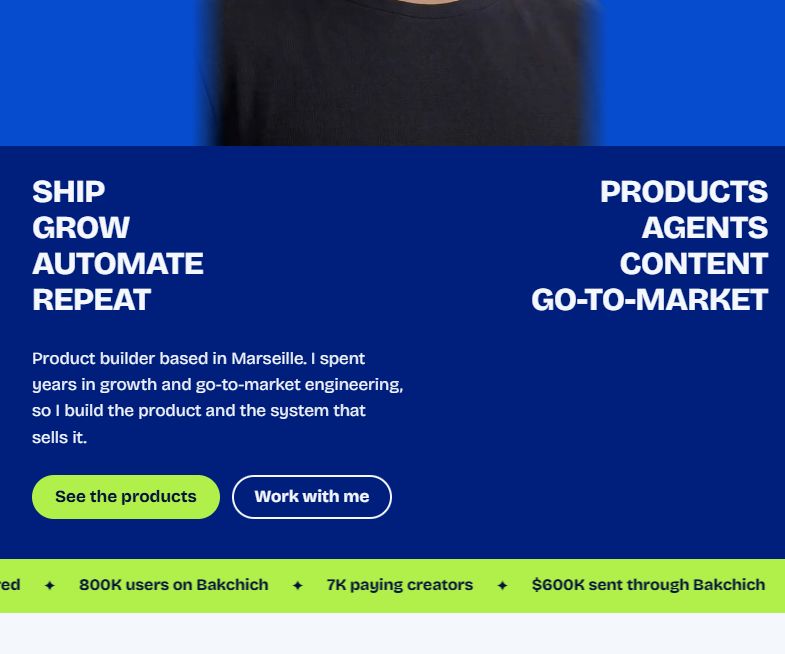 SHIP
GROW
AUTOMATE
REPEAT
PRODUCTS
AGENTS
CONTENT
GO-TO-MARKET
Product builder based in Marseille. I spent
years in growth and go-to-market engineering,
so I build the product and the system that
sells it.
See the products
Work with me
800K users on Bakchich ✦ 7K paying creators ✦ $600K sent through Bakchich